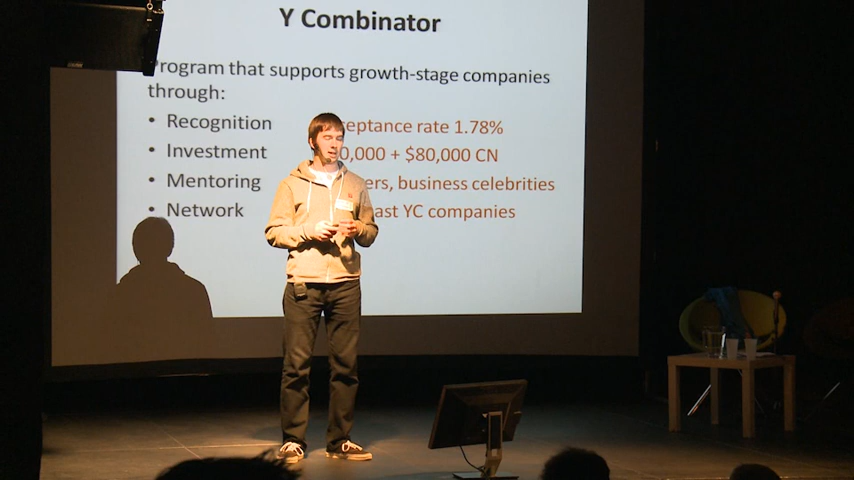 Y Combinator
Program that supports growth-stage companies
through:
• Recognition eptance rate 1.78%
• Investment 0,000 + $80,000 CN
• Mentoring ers, business celebrities
• Network ast YC companies